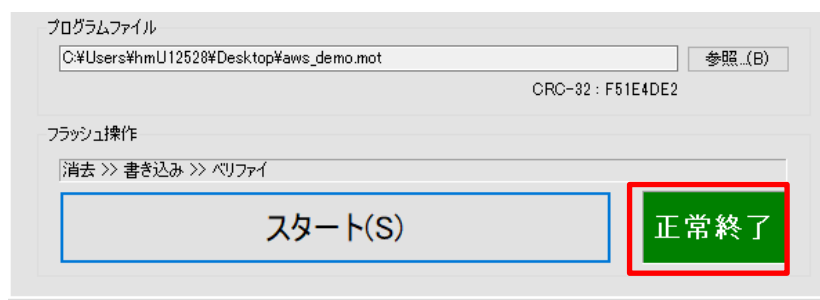 プログラムファイル
C:¥Users¥hmU12528¥Desktop¥aws_demo.mot
参照...(B)
CRC-32 : F51E4DE2
フラッシュ操作
消去 >> 書き込み >> ベリファイ
スタート(S)
正常終了